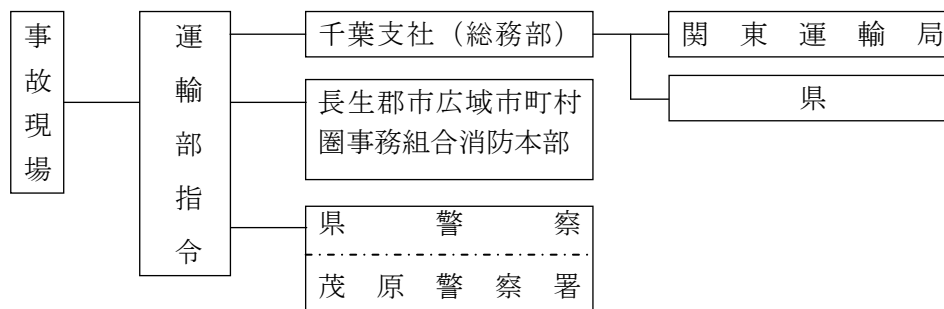 事故現場
運輸部指令
千葉支社（総務部）
関東運輸局
県
長生郡市広域市町村
圏事務組合消防本部
県警察
茂原警察署